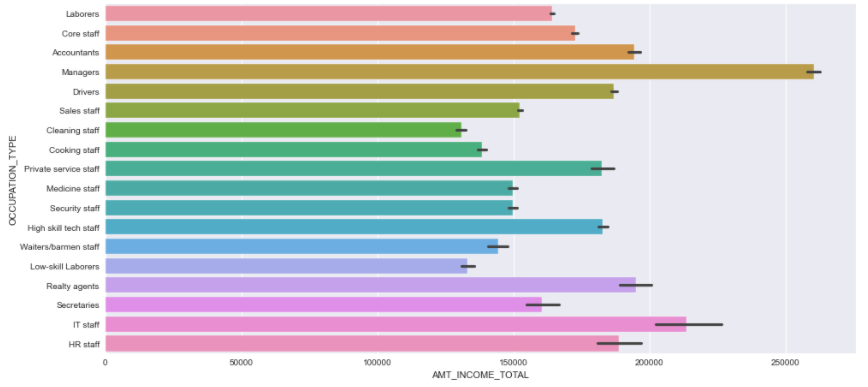 Laborers
Core staff
Accountants
Managers
Drivers
Sales staff
Cleaning staff
Cooking staff
Private service staff
Medicine staff
Security staff
High skill tech staff
Waiters/barmen staff
Low-skill Laborers
Realty agents
Secretaries
IT staff
HR staff
OCCUPATION_TYPE
0 50000 100000 150000 200000 250000
AMT_INCOME_TOTAL